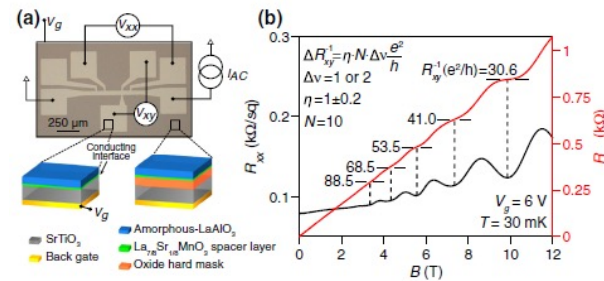 (a)
V_g
V_xx
I_AC
V_xy
250 µm
Conducting
Interface
V_g
Amorphous-LaAlO₃
SrTiO₃
La₇/₈Sr₁/₈MnO₃ spacer layer
Back gate
Oxide hard mask
(b)
0.3
0.2
0.1
R_xx (kΩ/sq)
ΔR_xy⁻¹=η·N·Δν e²/h
Δν=1 or 2
η=1±0.2
N=10
R_xy⁻¹(e²/h)=30.6
41.0
53.5
68.5
88.5
V_g = 6 V
T = 30 mK
1
0.75
0.5
0.25
0
(kΩ)
0 2 4 6 8 10 12
B (T)